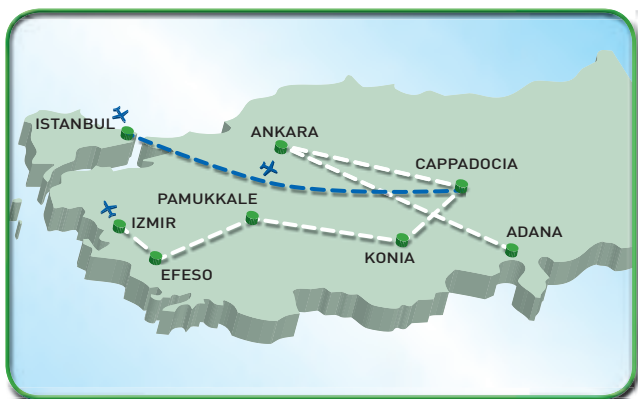 ISTANBUL
ANKARA
CAPPADOCIA
PAMUKKALE
IZMIR
ADANA
KONIA
EFESO